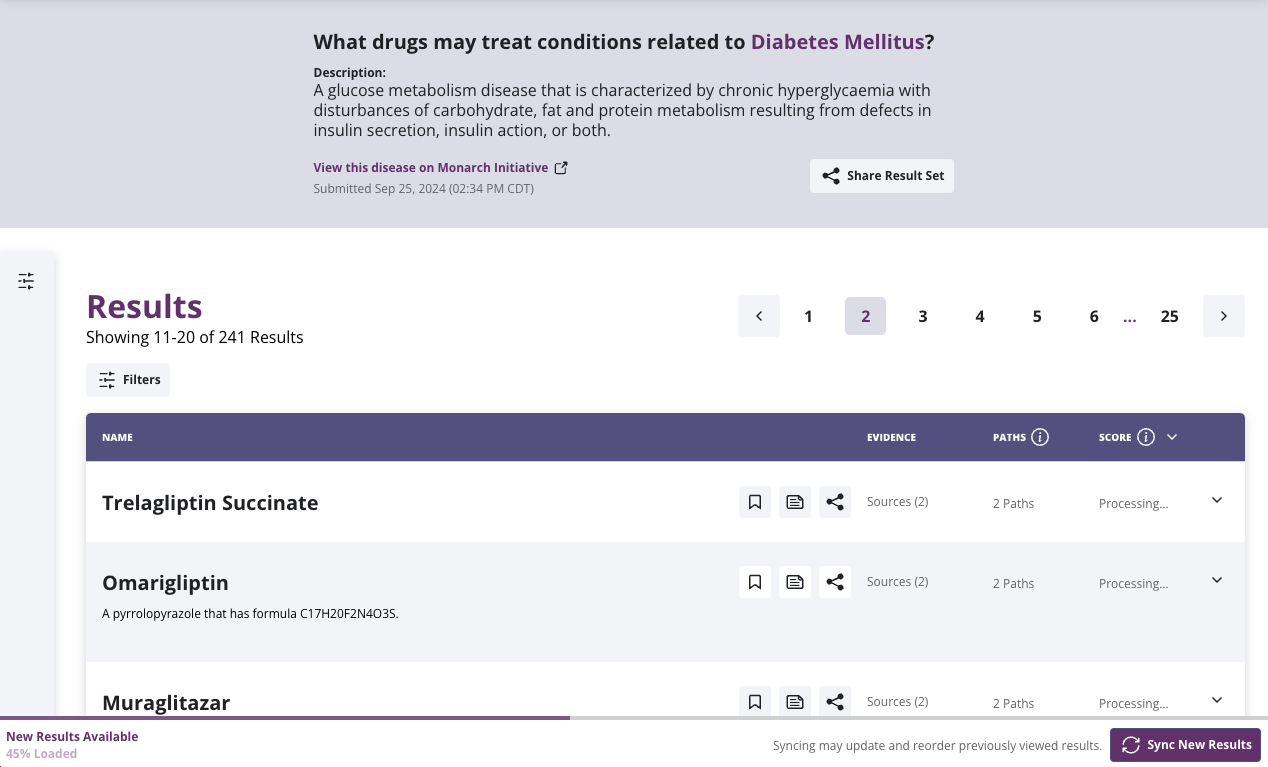 What drugs may treat conditions related to Diabetes Mellitus?
Description:
A glucose metabolism disease that is characterized by chronic hyperglycaemia with
disturbances of carbohydrate, fat and protein metabolism resulting from defects in
insulin secretion, insulin action, or both.
View this disease on Monarch Initiative
Submitted Sep 25, 2024 (02:34 PM CDT)
Share Result Set
Results
Showing 11-20 of 241 Results
1 2 3 4 5 6 ... 25
Filters
NAME EVIDENCE PATHS SCORE
Trelagliptin Succinate Sources (2) 2 Paths Processing...
Omarigliptin Sources (2) 2 Paths Processing...
A pyrrolopyrazole that has formula C17H20F2N4O3S.
Muraglitazar Sources (2) 2 Paths Processing...
New Results Available
45% Loaded
Syncing may update and reorder previously viewed results.
Sync New Results